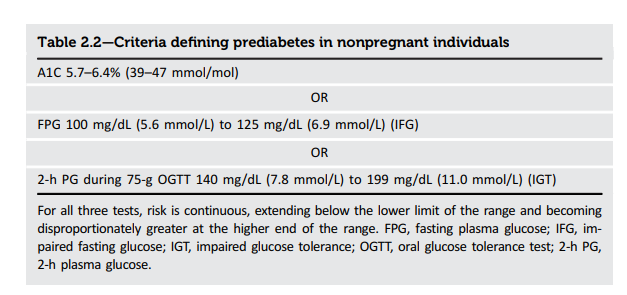 Table 2.2—Criteria defining prediabetes in nonpregnant individuals
A1C 5.7–6.4% (39–47 mmol/mol)
OR
FPG 100 mg/dL (5.6 mmol/L) to 125 mg/dL (6.9 mmol/L) (IFG)
OR
2-h PG during 75-g OGTT 140 mg/dL (7.8 mmol/L) to 199 mg/dL (11.0 mmol/L) (IGT)
For all three tests, risk is continuous, extending below the lower limit of the range and becoming
disproportionately greater at the higher end of the range. FPG, fasting plasma glucose; IFG, im-
paired fasting glucose; IGT, impaired glucose tolerance; OGTT, oral glucose tolerance test; 2-h PG,
2-h plasma glucose.